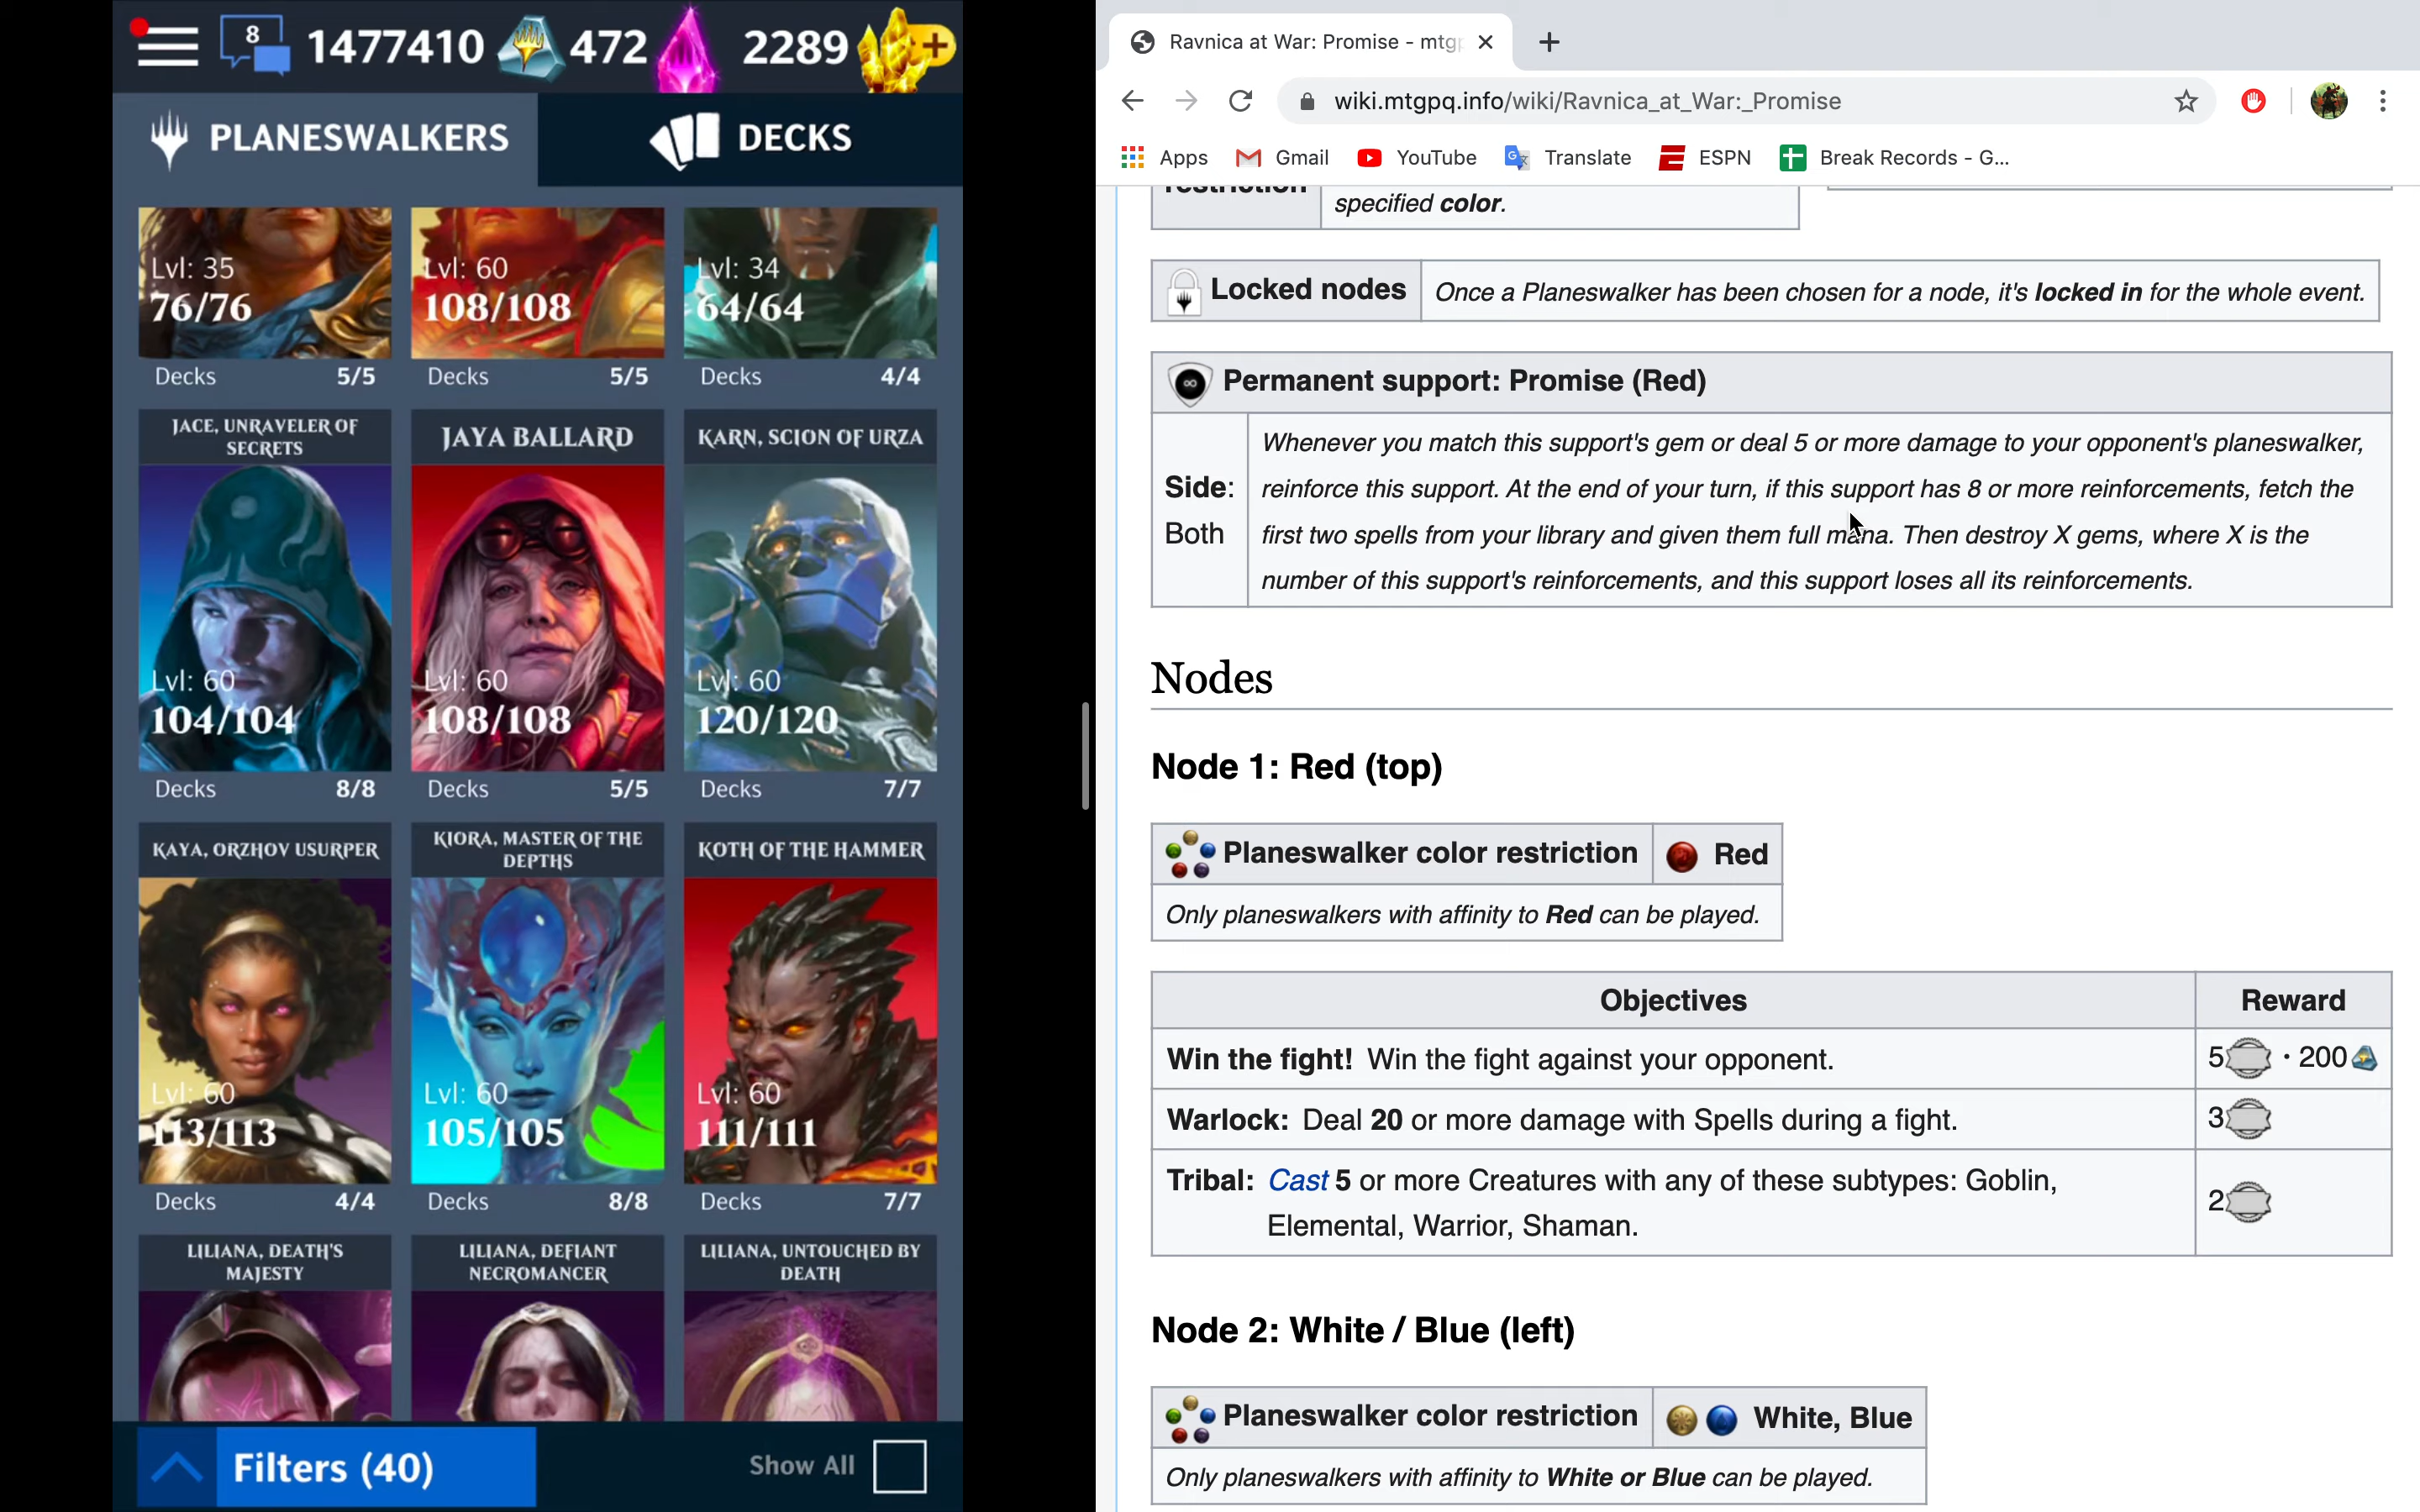 8
1477410
472
2289
PLANESWALKERS
DECKS
Lvl: 35
76/76
Decks 5/5
Lvl: 60
108/108
Decks 5/5
Lvl: 34
64/64
Decks 4/4
JACE, UNRAVELER OF
SECRETS
Lvl: 60
104/104
Decks 8/8
JAYA BALLARD
Lvl: 60
108/108
Decks 5/5
KARN, SCION OF URZA
Lvl: 60
120/120
Decks 7/7
KAYA, ORZHOV USURPER
Lvl: 60
113/113
Decks 4/4
KIORA, MASTER OF THE
DEPTHS
Lvl: 60
105/105
Decks 8/8
KOTH OF THE HAMMER
Lvl: 60
111/111
Decks 7/7
LILIANA, DEATH'S
MAJESTY
LILIANA, DEFIANT
NECROMANCER
LILIANA, UNTOUCHED BY
DEATH
Filters (40)
Show All
Ravnica at War: Promise - mtgp
wiki.mtgpq.info/wiki/Ravnica_at_War:_Promise
Apps Gmail YouTube Translate ESPN Break Records - G...
restriction
specified color.
Locked nodes
Once a Planeswalker has been chosen for a node, it's locked in for the whole event.
Permanent support: Promise (Red)
Side:
Both
Whenever you match this support's gem or deal 5 or more damage to your opponent's planeswalker,
reinforce this support. At the end of your turn, if this support has 8 or more reinforcements, fetch the
first two spells from your library and given them full mana. Then destroy X gems, where X is the
number of this support's reinforcements, and this support loses all its reinforcements.
Nodes
Node 1: Red (top)
Planeswalker color restriction Red
Only planeswalkers with affinity to Red can be played.
Objectives Reward
Win the fight! Win the fight against your opponent. 5 · 200
Warlock: Deal 20 or more damage with Spells during a fight. 3
Tribal: Cast 5 or more Creatures with any of these subtypes: Goblin,
Elemental, Warrior, Shaman. 2
Node 2: White / Blue (left)
Planeswalker color restriction White, Blue
Only planeswalkers with affinity to White or Blue can be played.